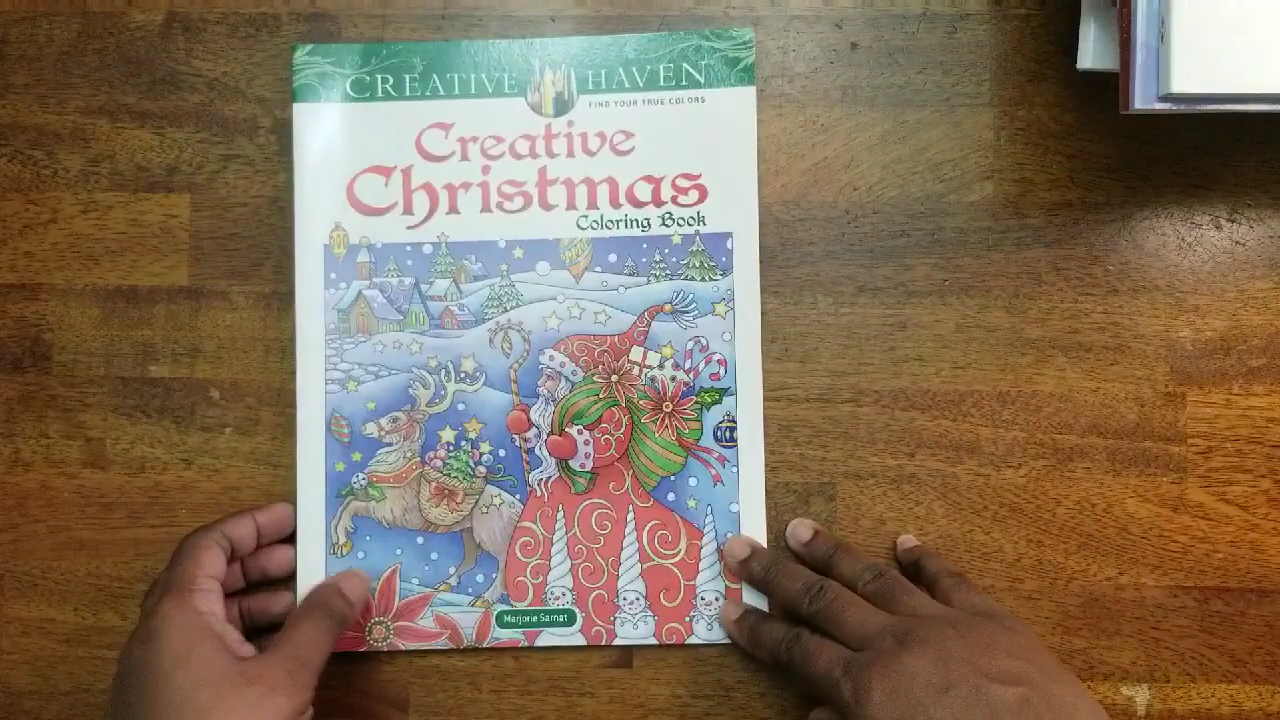 CREATIVE HAVEN
FIND YOUR TRUE COLORS
Creative
Christmas
Coloring Book
Marjorie Sarnat